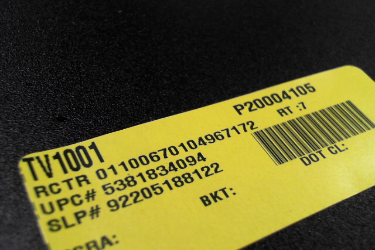 P20004105
TV1001
RT :7
RCTR 01100670104967172
UPC# 5381834094
SLP# 92205188122
DOT CL:
BKT: